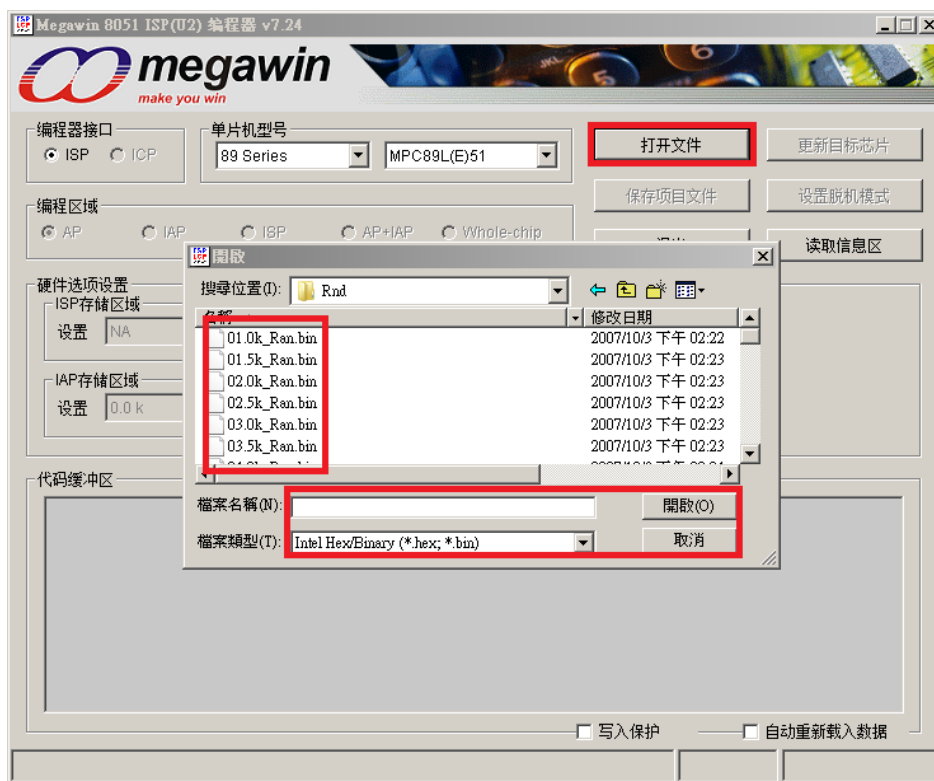 Megawin 8051 ISP(U2) 编程器 v7.24
megawin
make you win
JKL
5
6
编程器接口
ISP
ICP
单片机型号
89 Series
MPC89L(E)51
打开文件
更新目标芯片
保存项目文件
设置脱机模式
编程区域
AP
IAP
ISP
AP+IAP
Whole-chip
读取信息区
開啟
搜尋位置(I):
Rnd
名稱
修改日期
01.0k_Ran.bin
2007/10/3 下午 02:22
01.5k_Ran.bin
2007/10/3 下午 02:23
02.0k_Ran.bin
2007/10/3 下午 02:23
02.5k_Ran.bin
2007/10/3 下午 02:23
03.0k_Ran.bin
2007/10/3 下午 02:23
03.5k_Ran.bin
2007/10/3 下午 02:23
檔案名稱(N):
開啟(O)
檔案類型(T):
Intel Hex/Binary (*.hex; *.bin)
取消
硬件选项设置
ISP存储区域
设置
NA
IAP存储区域
设置
0.0 k
代码缓冲区
写入保护
自动重新载入数据